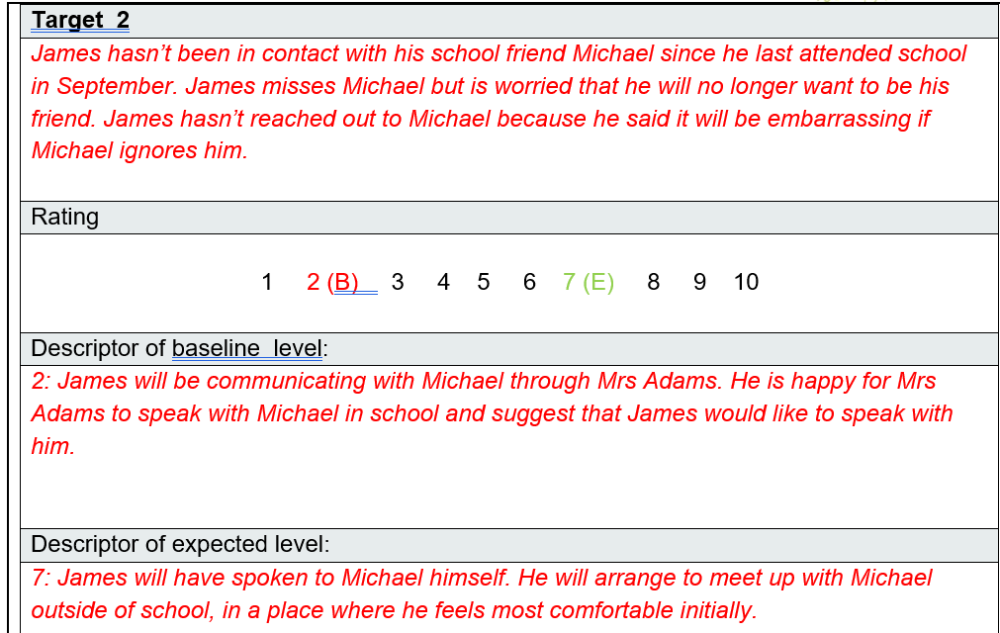 Target 2
James hasn’t been in contact with his school friend Michael since he last attended school
in September. James misses Michael but is worried that he will no longer want to be his
friend. James hasn’t reached out to Michael because he said it will be embarrassing if
Michael ignores him.
Rating
1 2 (B) 3 4 5 6 7 (E) 8 9 10
Descriptor of baseline level:
2: James will be communicating with Michael through Mrs Adams. He is happy for Mrs
Adams to speak with Michael in school and suggest that James would like to speak with
him.
Descriptor of expected level:
7: James will have spoken to Michael himself. He will arrange to meet up with Michael
outside of school, in a place where he feels most comfortable initially.